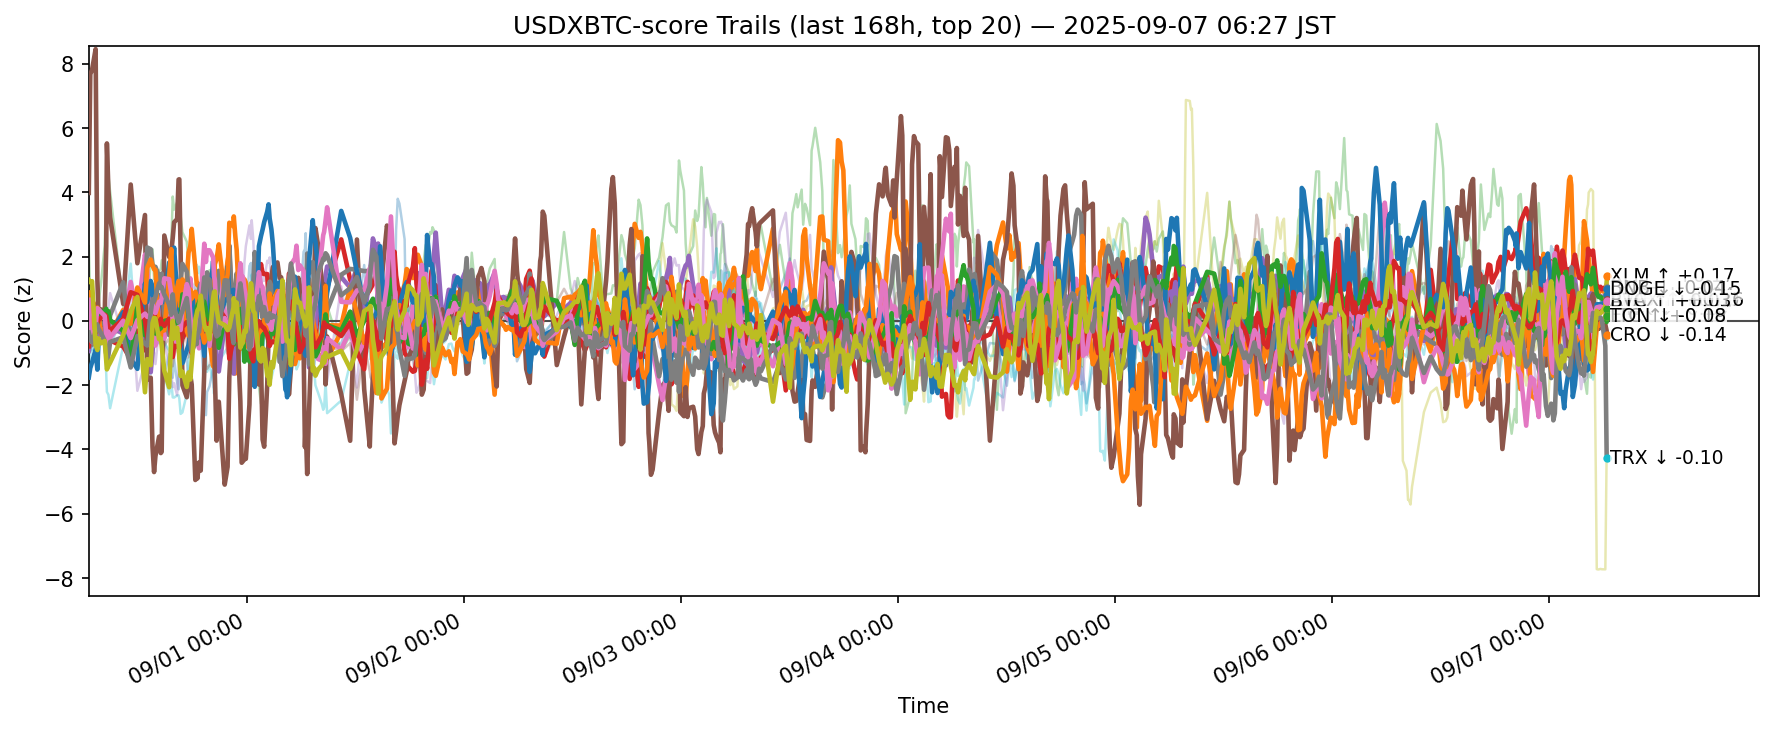 USDXBTC-score Trails (last 168h, top 20) — 2025-09-07 06:27 JST
8
6
4
2
0
−2
−4
−6
−8
Score (z)
XLM ↑ +0.17
DOGE ↓ -0.15
TON ↓ -0.08
CRO ↓ -0.14
TRX ↓ -0.10
09/01 00:00
09/02 00:00
09/03 00:00
09/04 00:00
09/05 00:00
09/06 00:00
09/07 00:00
Time